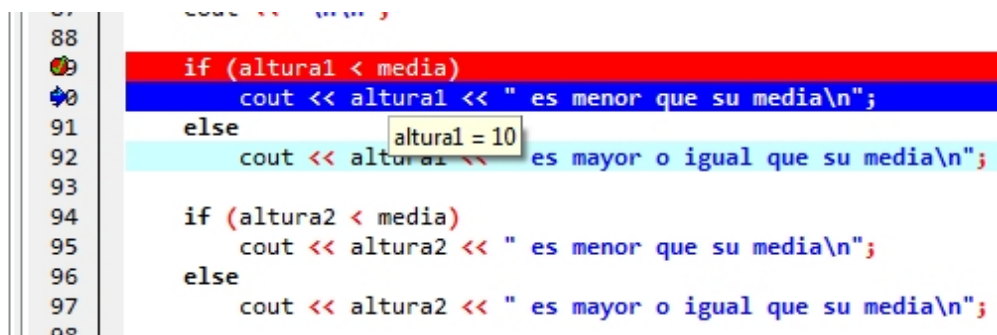 88
if (altura1 < media)
cout << altura1 << " es menor que su media\n";
91 else
altura1 = 10
92 cout << altura1 << " es mayor o igual que su media\n";
93
94 if (altura2 < media)
95 cout << altura2 << " es menor que su media\n";
96 else
97 cout << altura2 << " es mayor o igual que su media\n";